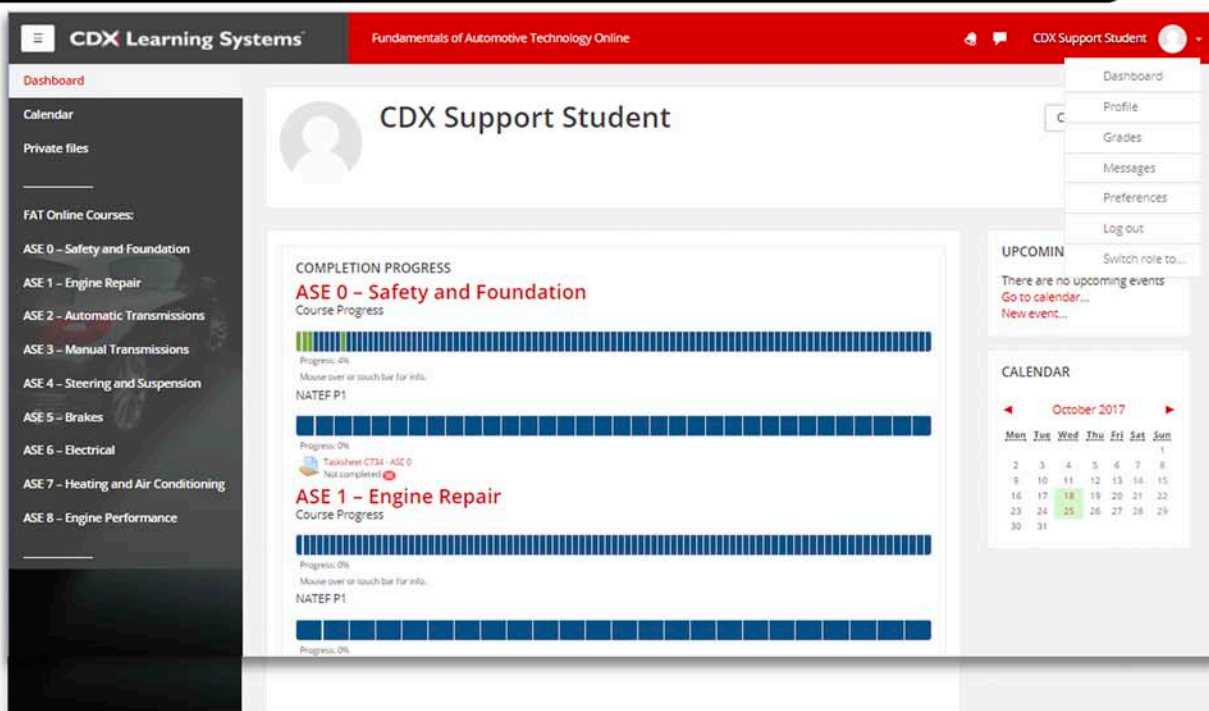 CDX Learning Systems
Fundamentals of Automotive Technology Online
CDX Support Student
Dashboard
Calendar
Private files
FAT Online Courses:
ASE 0 – Safety and Foundation
ASE 1 – Engine Repair
ASE 2 – Automatic Transmissions
ASE 3 – Manual Transmissions
ASE 4 – Steering and Suspension
ASE 5 – Brakes
ASE 6 – Electrical
ASE 7 – Heating and Air Conditioning
ASE 8 – Engine Performance
CDX Support Student
C
Dashboard
Profile
Grades
Messages
Preferences
Log out
Switch role to...
COMPLETION PROGRESS
ASE 0 – Safety and Foundation
Course Progress
Progress: 4%
Mouse over or touch bar for info.
NATEF P1
Progress: 0%
Tasksheet C734 - ASE 0
Not completed
ASE 1 – Engine Repair
Course Progress
Progress: 0%
Mouse over or touch bar for info.
NATEF P1
Progress: 0%
UPCOMIN
There are no upcoming events
Go to calendar...
New event...
CALENDAR
◄ October 2017 ►
Mon Tue Wed Thu Fri Sat Sun
1
2 3 4 5 6 7 8
9 10 11 12 13 14 15
16 17 18 19 20 21 22
23 24 25 26 27 28 29
30 31